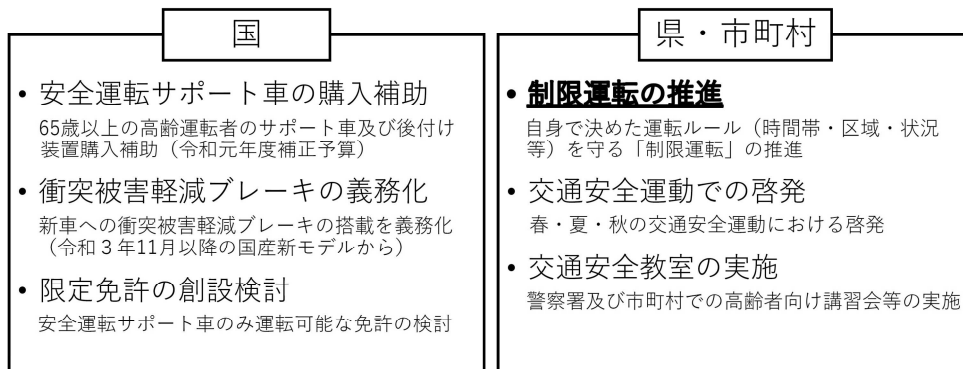 国
• 安全運転サポート車の購入補助
65歳以上の高齢運転者のサポート車及び後付け
装置購入補助（令和元年度補正予算）
• 衝突被害軽減ブレーキの義務化
新車への衝突被害軽減ブレーキの搭載を義務化
（令和３年11月以降の国産新モデルから）
• 限定免許の創設検討
安全運転サポート車のみ運転可能な免許の検討
県・市町村
• 制限運転の推進
自身で決めた運転ルール（時間帯・区域・状況
等）を守る「制限運転」の推進
• 交通安全運動での啓発
春・夏・秋の交通安全運動における啓発
• 交通安全教室の実施
警察署及び市町村での高齢者向け講習会等の実施